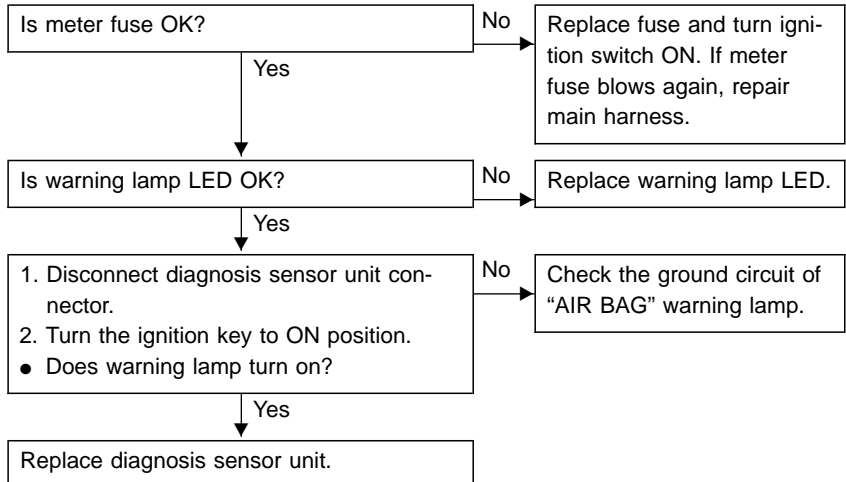 Is meter fuse OK?
No
Replace fuse and turn igni-
tion switch ON. If meter
fuse blows again, repair
main harness.
Yes
Is warning lamp LED OK?
No
Replace warning lamp LED.
Yes
1. Disconnect diagnosis sensor unit con-
nector.
2. Turn the ignition key to ON position.
● Does warning lamp turn on?
No
Check the ground circuit of
“AIR BAG” warning lamp.
Yes
Replace diagnosis sensor unit.